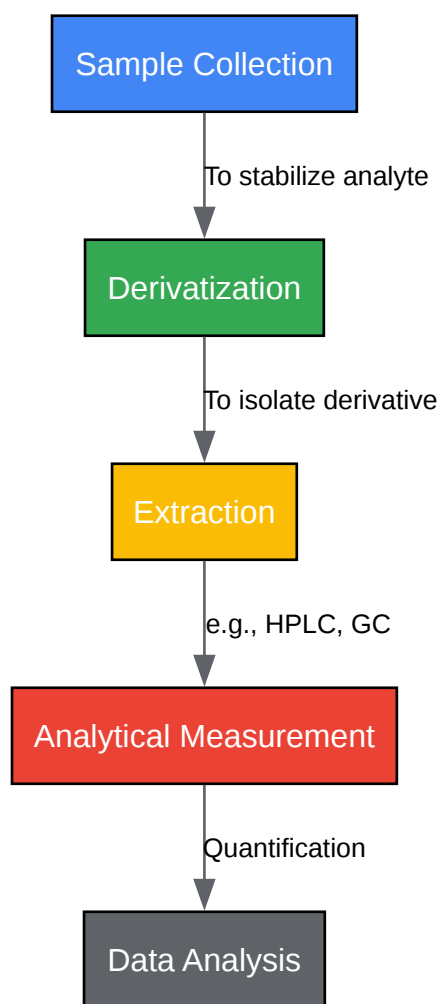 Sample Collection
To stabilize analyte
Derivatization
To isolate derivative
Extraction
e.g., HPLC, GC
Analytical Measurement
Quantification
Data Analysis